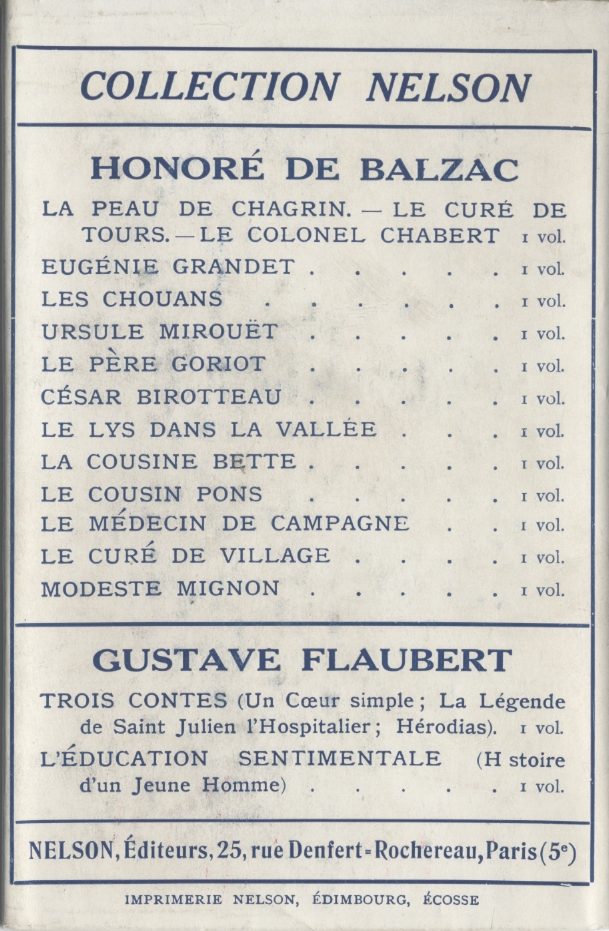 COLLECTION NELSON
HONORÉ DE BALZAC
LA PEAU DE CHAGRIN. — LE CURÉ DE
TOURS. — LE COLONEL CHABERT 1 vol.
EUGÉNIE GRANDET . . . . . 1 vol.
LES CHOUANS . . . . . . 1 vol.
URSULE MIROUËT . . . . . 1 vol.
LE PÈRE GORIOT . . . . . 1 vol.
CÉSAR BIROTTEAU . . . . . 1 vol.
LE LYS DANS LA VALLÉE . . . 1 vol.
LA COUSINE BETTE . . . . . 1 vol.
LE COUSIN PONS . . . . . 1 vol.
LE MÉDECIN DE CAMPAGNE . . 1 vol.
LE CURÉ DE VILLAGE . . . . 1 vol.
MODESTE MIGNON . . . . . 1 vol.
GUSTAVE FLAUBERT
TROIS CONTES (Un Cœur simple ; La Légende
de Saint Julien l'Hospitalier ; Hérodias). 1 vol.
L'ÉDUCATION SENTIMENTALE (H stoire
d'un Jeune Homme) . . . . . 1 vol.
NELSON, Éditeurs, 25, rue Denfert-Rochereau, Paris (5e)
IMPRIMERIE NELSON, ÉDIMBOURG, ÉCOSSE